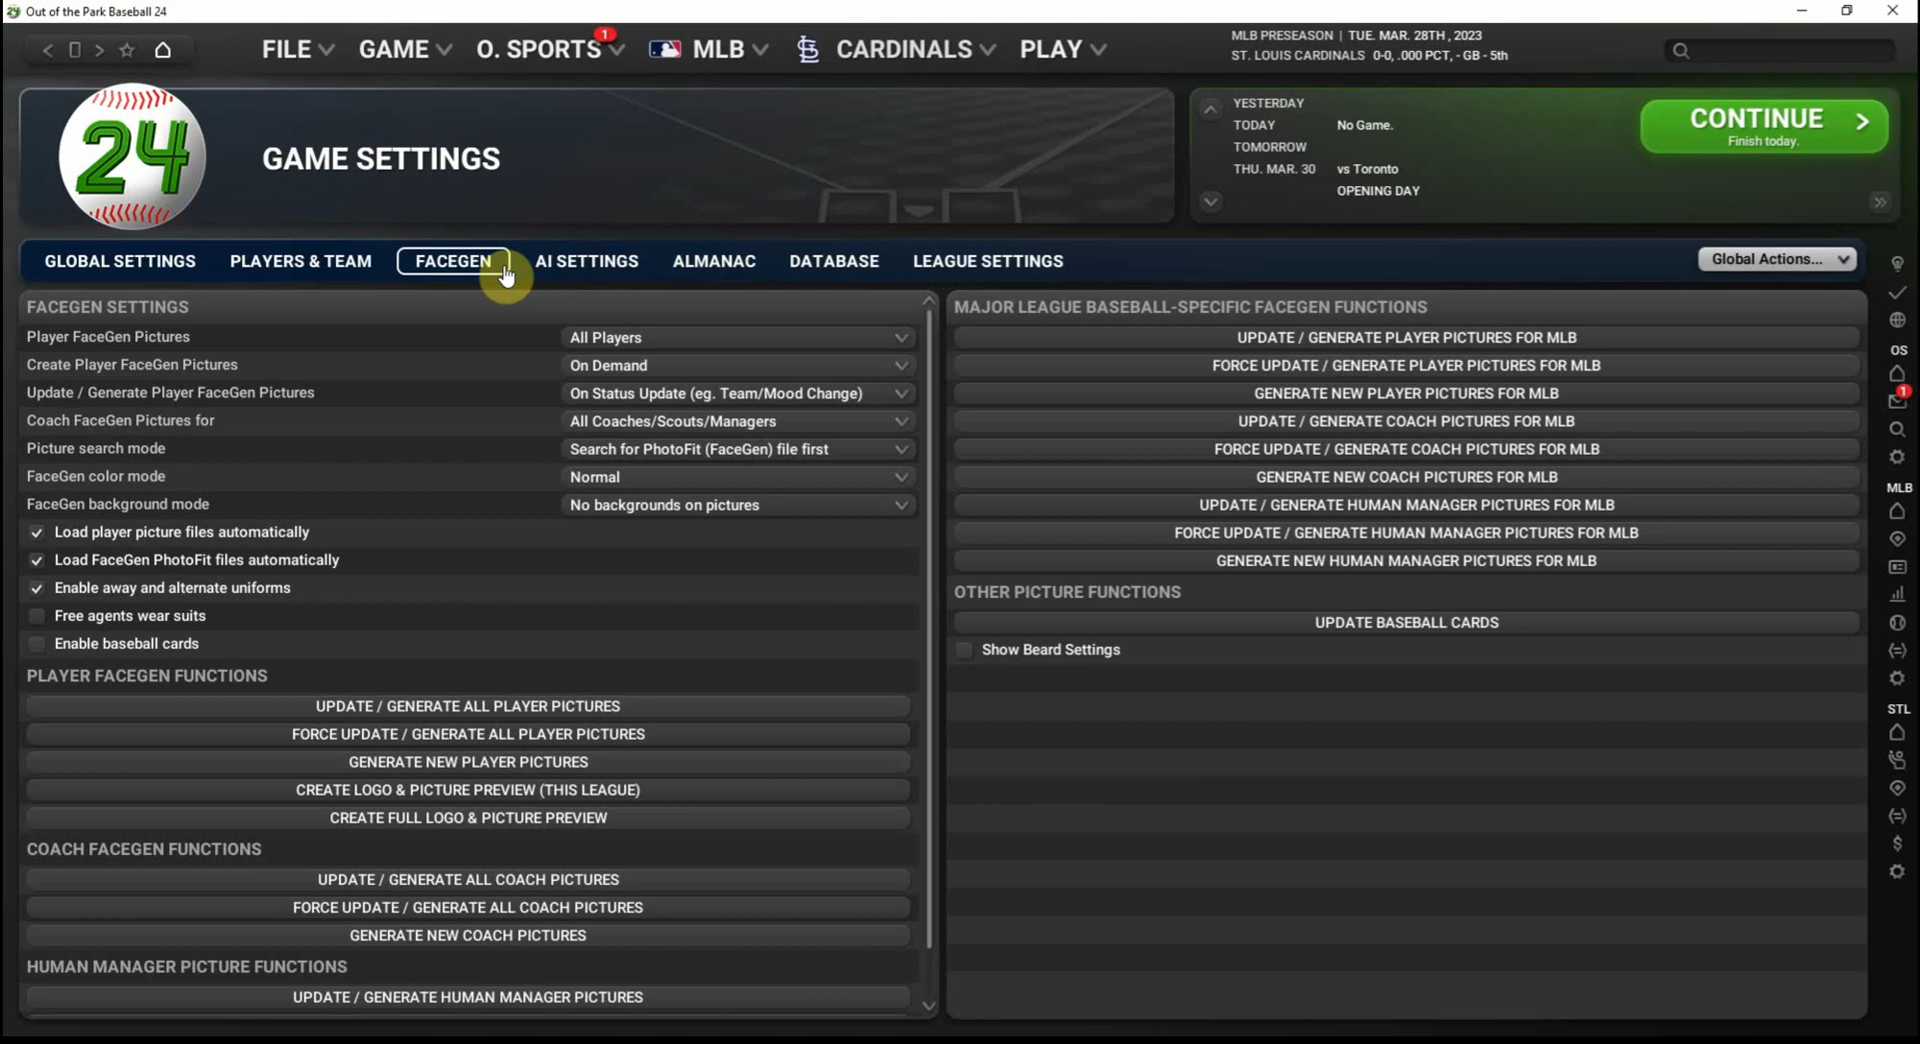 Out of the Park Baseball 24
FILE GAME O. SPORTS 1 MLB CARDINALS PLAY
MLB PRESEASON | TUE. MAR. 28TH , 2023
ST. LOUIS CARDINALS 0-0, .000 PCT, - GB - 5th
24
GAME SETTINGS
YESTERDAY
TODAY No Game.
TOMORROW
THU. MAR. 30 vs Toronto
OPENING DAY
CONTINUE
Finish today.
GLOBAL SETTINGS PLAYERS & TEAM FACEGEN AI SETTINGS ALMANAC DATABASE LEAGUE SETTINGS
Global Actions...
FACEGEN SETTINGS
Player FaceGen Pictures All Players
Create Player FaceGen Pictures On Demand
Update / Generate Player FaceGen Pictures On Status Update (eg. Team/Mood Change)
Coach FaceGen Pictures for All Coaches/Scouts/Managers
Picture search mode Search for PhotoFit (FaceGen) file first
FaceGen color mode Normal
FaceGen background mode No backgrounds on pictures
Load player picture files automatically
Load FaceGen PhotoFit files automatically
Enable away and alternate uniforms
Free agents wear suits
Enable baseball cards
PLAYER FACEGEN FUNCTIONS
UPDATE / GENERATE ALL PLAYER PICTURES
FORCE UPDATE / GENERATE ALL PLAYER PICTURES
GENERATE NEW PLAYER PICTURES
CREATE LOGO & PICTURE PREVIEW (THIS LEAGUE)
CREATE FULL LOGO & PICTURE PREVIEW
COACH FACEGEN FUNCTIONS
UPDATE / GENERATE ALL COACH PICTURES
FORCE UPDATE / GENERATE ALL COACH PICTURES
GENERATE NEW COACH PICTURES
HUMAN MANAGER PICTURE FUNCTIONS
UPDATE / GENERATE HUMAN MANAGER PICTURES
MAJOR LEAGUE BASEBALL-SPECIFIC FACEGEN FUNCTIONS
UPDATE / GENERATE PLAYER PICTURES FOR MLB
FORCE UPDATE / GENERATE PLAYER PICTURES FOR MLB
GENERATE NEW PLAYER PICTURES FOR MLB
UPDATE / GENERATE COACH PICTURES FOR MLB
FORCE UPDATE / GENERATE COACH PICTURES FOR MLB
GENERATE NEW COACH PICTURES FOR MLB
UPDATE / GENERATE HUMAN MANAGER PICTURES FOR MLB
FORCE UPDATE / GENERATE HUMAN MANAGER PICTURES FOR MLB
GENERATE NEW HUMAN MANAGER PICTURES FOR MLB
OTHER PICTURE FUNCTIONS
UPDATE BASEBALL CARDS
Show Beard Settings
OS
1
MLB
STL
$